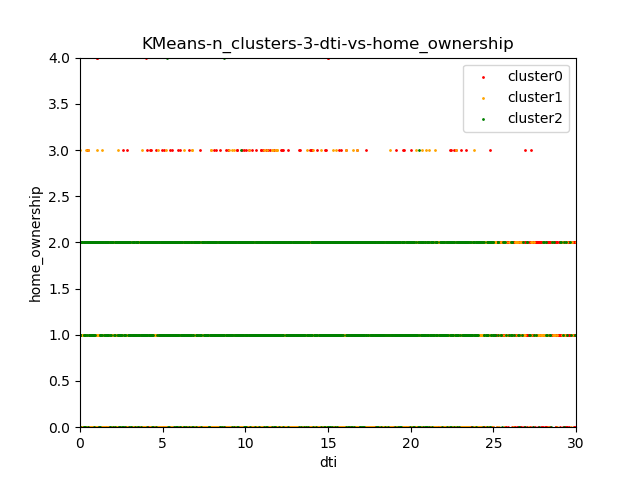 KMeans-n_clusters-3-dti-vs-home_ownership
cluster0
cluster1
cluster2
home_ownership
4.0
3.5
3.0
2.5
2.0
1.5
1.0
0.5
0.0
0 5 10 15 20 25 30
dti